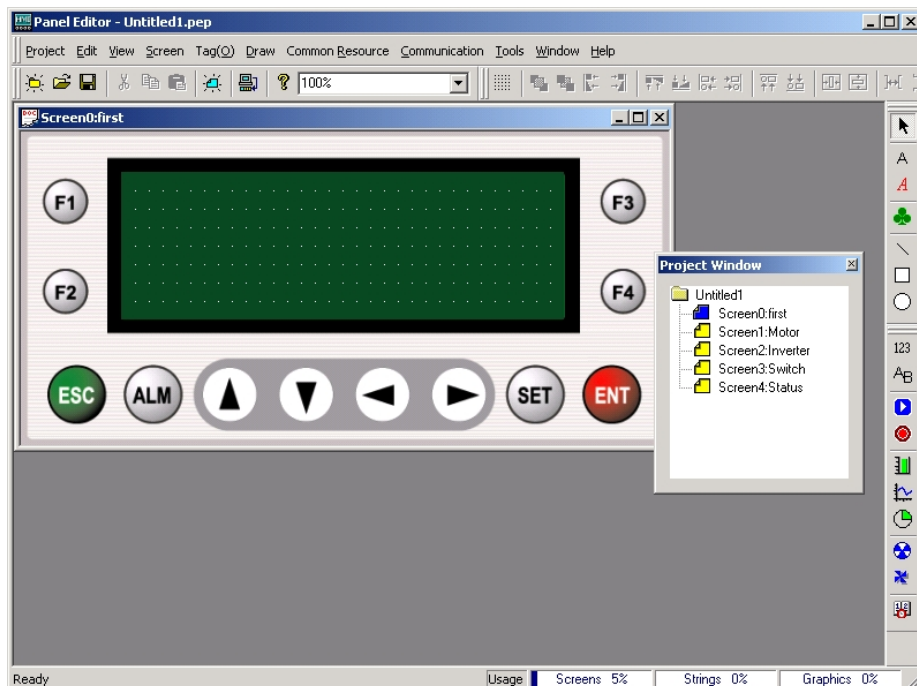 Panel Editor - Untitled1.pep
Project Edit View Screen Tag(O) Draw Common Resource Communication Tools Window Help
100%
Screen0:first
F1
F3
F2
F4
ESC ALM SET ENT
Project Window
Untitled1
Screen0:first
Screen1:Motor
Screen2:Inverter
Screen3:Switch
Screen4:Status
A
A
123
AB
Ready Usage Screens 5% Strings 0% Graphics 0%